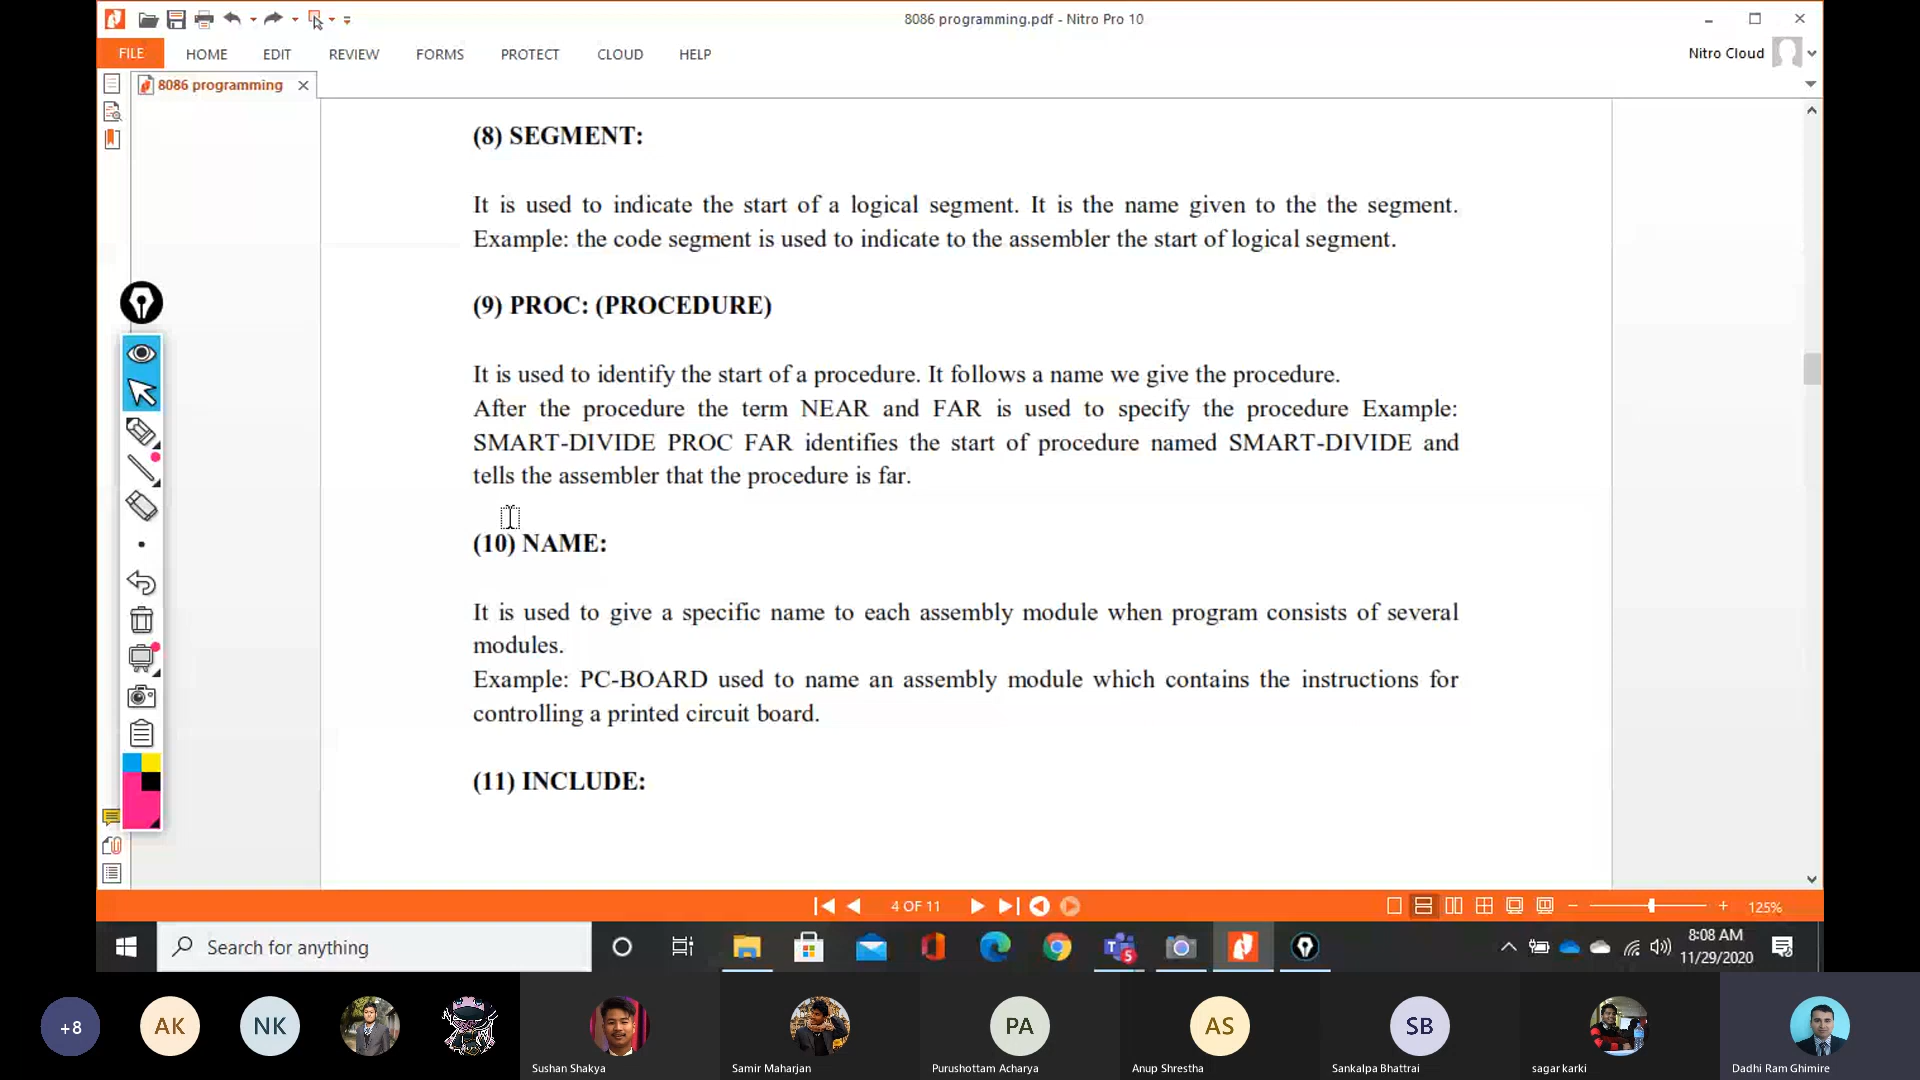 8086 programming.pdf - Nitro Pro 10
FILE HOME EDIT REVIEW FORMS PROTECT CLOUD HELP Nitro Cloud
8086 programming
(8) SEGMENT:
It is used to indicate the start of a logical segment. It is the name given to the the segment.
Example: the code segment is used to indicate to the assembler the start of logical segment.
(9) PROC: (PROCEDURE)
It is used to identify the start of a procedure. It follows a name we give the procedure.
After the procedure the term NEAR and FAR is used to specify the procedure Example:
SMART-DIVIDE PROC FAR identifies the start of procedure named SMART-DIVIDE and
tells the assembler that the procedure is far.
(10) NAME:
It is used to give a specific name to each assembly module when program consists of several
modules.
Example: PC-BOARD used to name an assembly module which contains the instructions for
controlling a printed circuit board.
(11) INCLUDE:
4 OF 11
125%
Search for anything
5
8:08 AM
11/29/2020
+8 AK NK PA AS SB
Sushan Shakya Samir Maharjan Purushottam Acharya Anup Shrestha Sankalpa Bhattrai sagar karki Dadhi Ram Ghimire